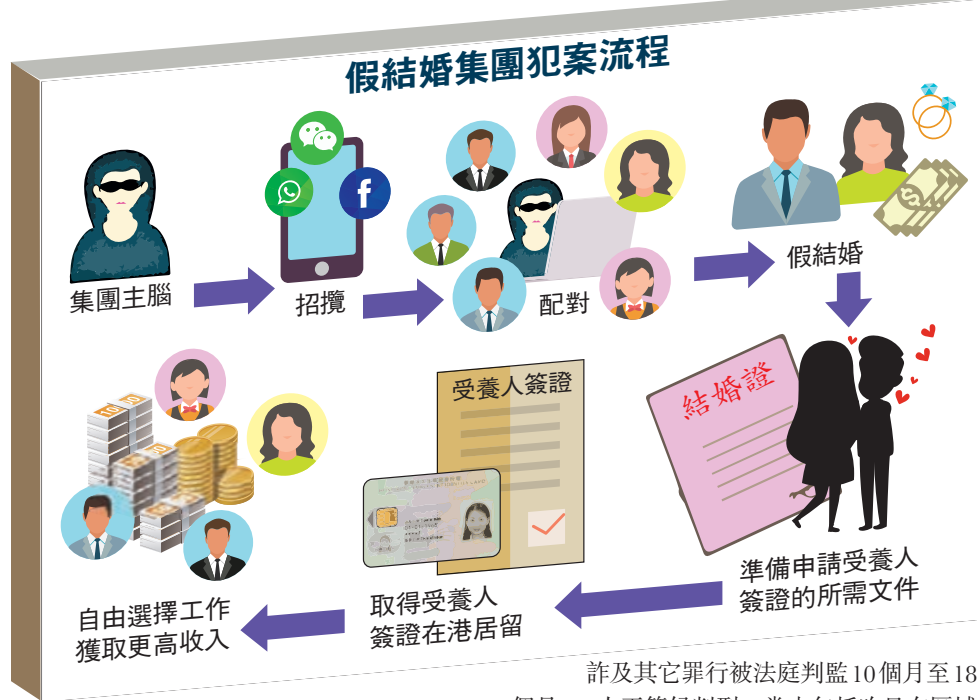 假結婚集團犯案流程
集團主腦
招攬
配對
假結婚
結婚證
準備申請受養人
簽證的所需文件
受養人簽證
取得受養人
簽證在港居留
自由選擇工作
獲取更高收入
詐及其它罪行被法庭判監10個月至18